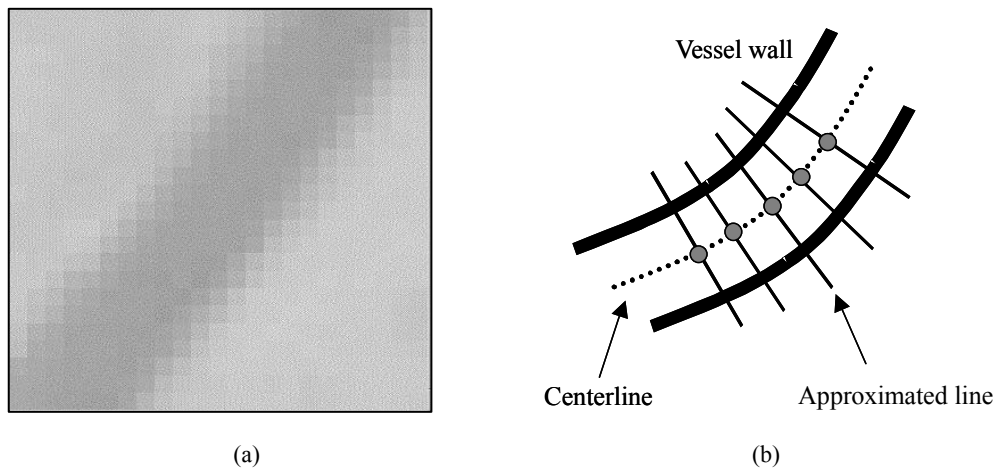 Vessel wall
Centerline
Approximated line
(a)
(b)